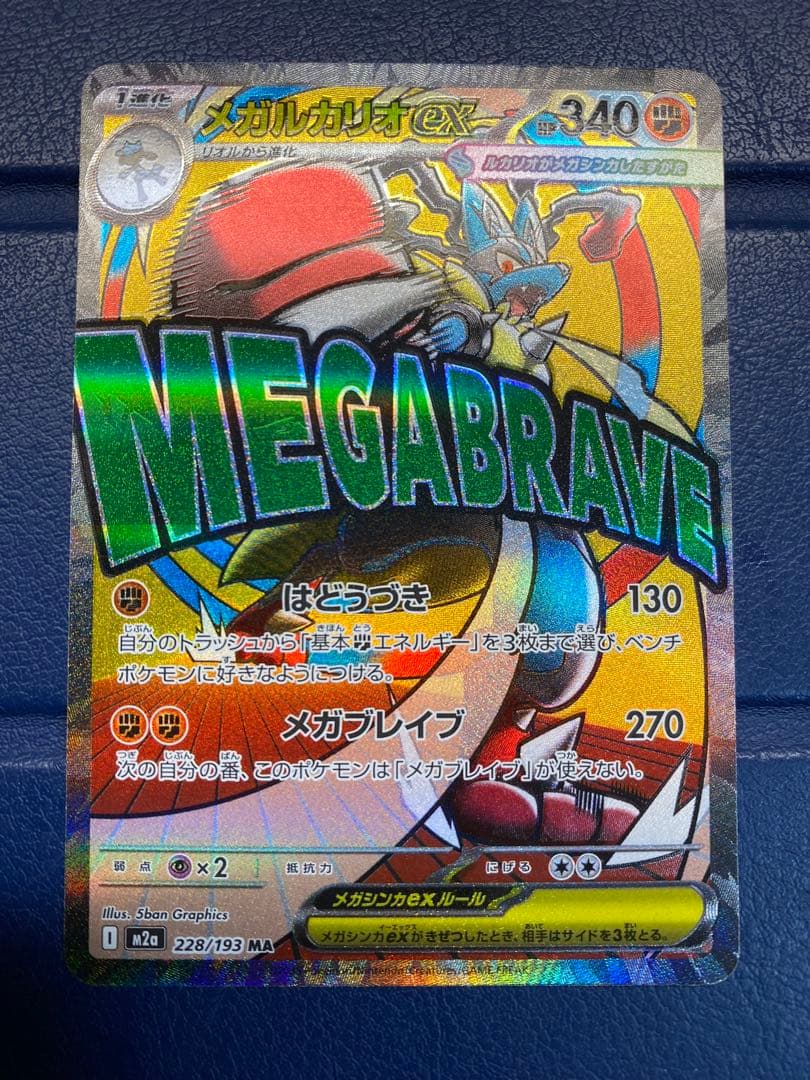 1進化
メガルカリオex
340
リオルから進化
ルカリオがメガシンカしたすがた
MEGABRAVE
はどうづき 130
自分のトラッシュから「基本エネルギー」を3枚まで選び、ベンチ
ポケモンに好きなようにつける。
メガブレイブ 270
次の自分の番、このポケモンは「メガブレイブ」が使えない。
弱点 ×2 抵抗力 にげる
メガシンカexルール
メガシンカexがきぜつしたとき、相手はサイドを3枚とる。
Illus. 5ban Graphics
I m2a 228/193 MA
Nintendo/Creatures/GAME FREAK